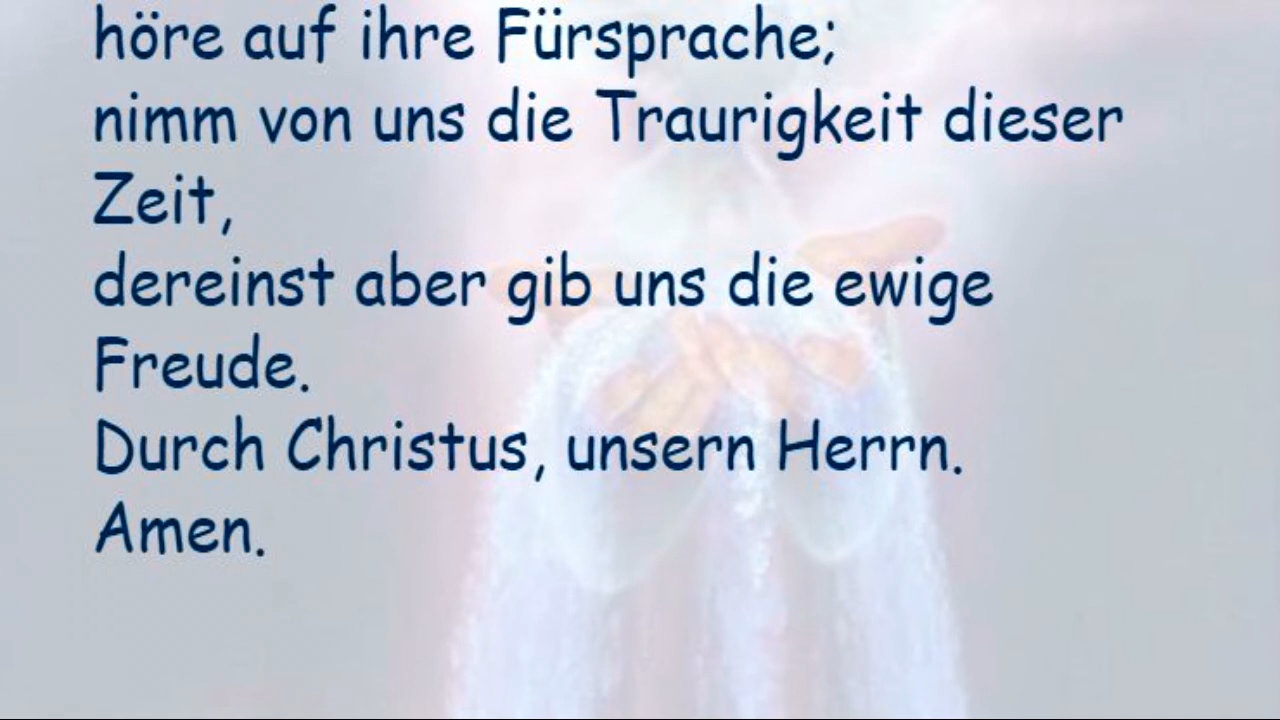 höre auf ihre Fürsprache;
nimm von uns die Traurigkeit dieser
Zeit,
dereinst aber gib uns die ewige
Freude.
Durch Christus, unsern Herrn.
Amen.